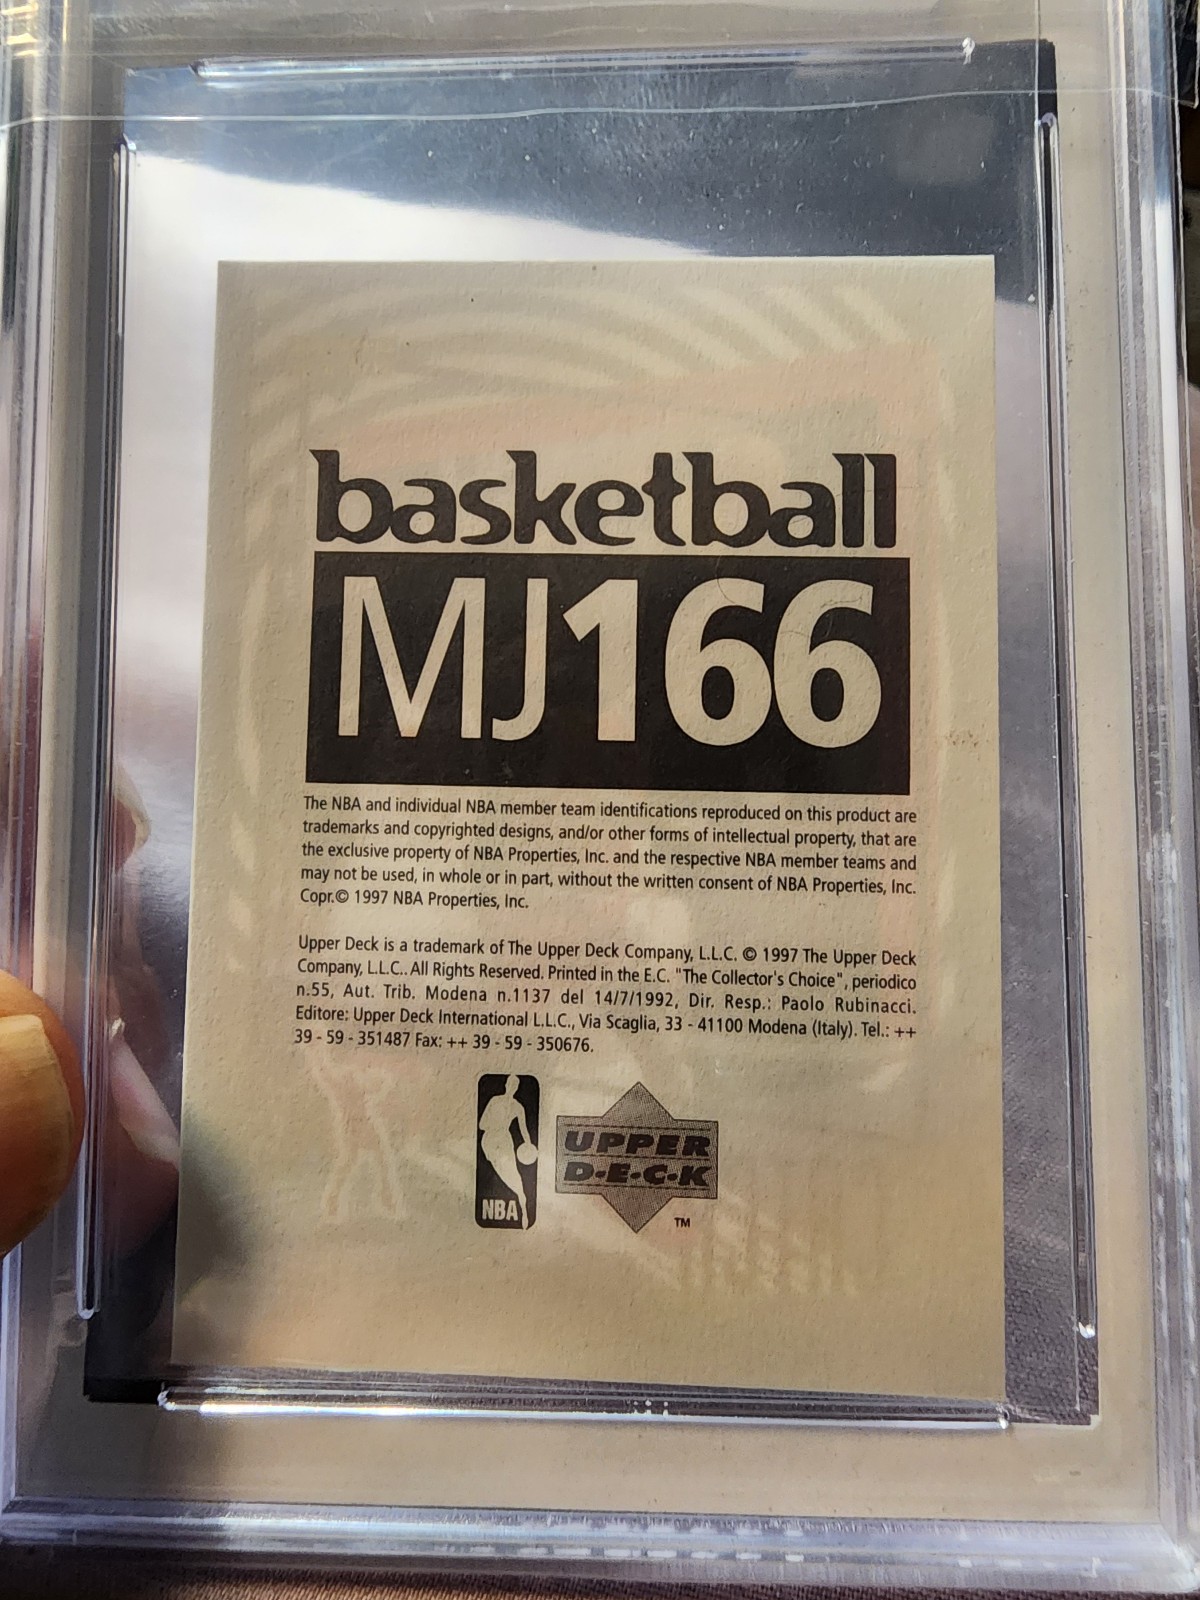 basketball
MJ166
The NBA and individual NBA member team identifications reproduced on this product are
trademarks and copyrighted designs, and/or other forms of intellectual property, that are
the exclusive property of NBA Properties, Inc. and the respective NBA member teams and
may not be used, in whole or in part, without the written consent of NBA Properties, Inc.
Copr.© 1997 NBA Properties, Inc.
Upper Deck is a trademark of The Upper Deck Company, L.L.C. © 1997 The Upper Deck
Company, L.L.C.. All Rights Reserved. Printed in the E.C. "The Collector's Choice", periodico
n.55, Aut. Trib. Modena n.1137 del 14/7/1992, Dir. Resp.: Paolo Rubinacci.
Editore: Upper Deck International L.L.C., Via Scaglia, 33 - 41100 Modena (Italy). Tel.: ++
39 - 59 - 351487 Fax: ++ 39 - 59 - 350676.
NBA
UPPER
D·E·C·K
TM